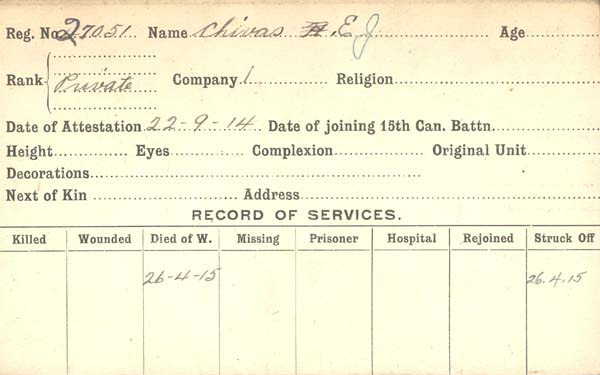 Reg. No. 27051 Name Chivas E J Age
Rank Private Company 1 Religion
Date of Attestation 22-9-14 Date of joining 15th Can. Battn.
Height Eyes Complexion Original Unit
Decorations
Next of Kin Address
RECORD OF SERVICES.
Killed Wounded Died of W. Missing Prisoner Hospital Rejoined Struck Off
26-4-15 26.4.15